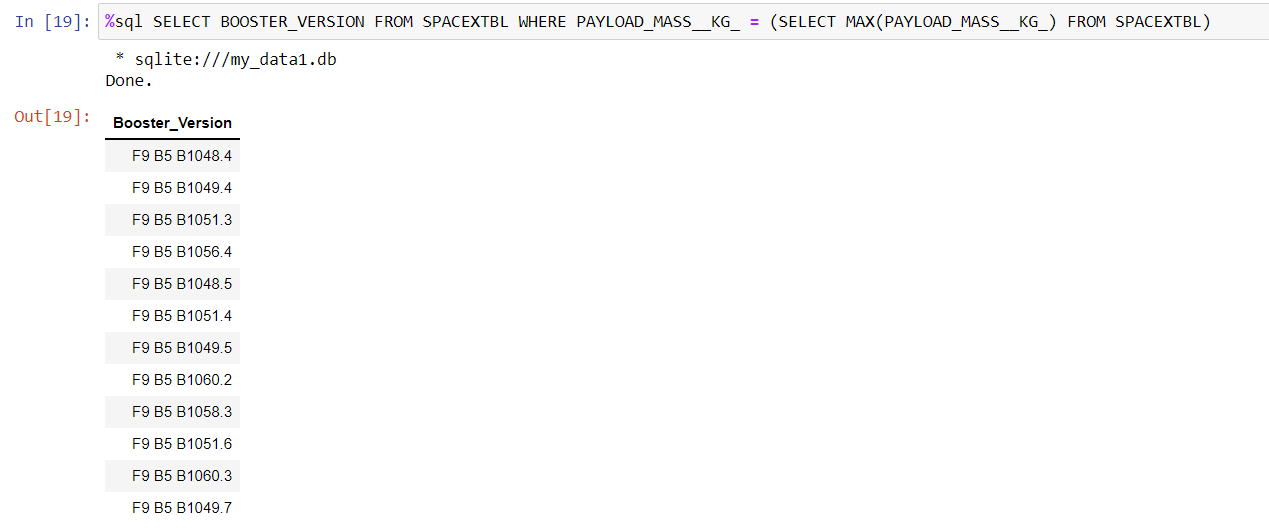 In [19]: %sql SELECT BOOSTER_VERSION FROM SPACEXTBL WHERE PAYLOAD_MASS__KG_ = (SELECT MAX(PAYLOAD_MASS__KG_) FROM SPACEXTBL)
* sqlite:///my_data1.db
Done.
Out[19]:
Booster_Version
F9 B5 B1048.4
F9 B5 B1049.4
F9 B5 B1051.3
F9 B5 B1056.4
F9 B5 B1048.5
F9 B5 B1051.4
F9 B5 B1049.5
F9 B5 B1060.2
F9 B5 B1058.3
F9 B5 B1051.6
F9 B5 B1060.3
F9 B5 B1049.7